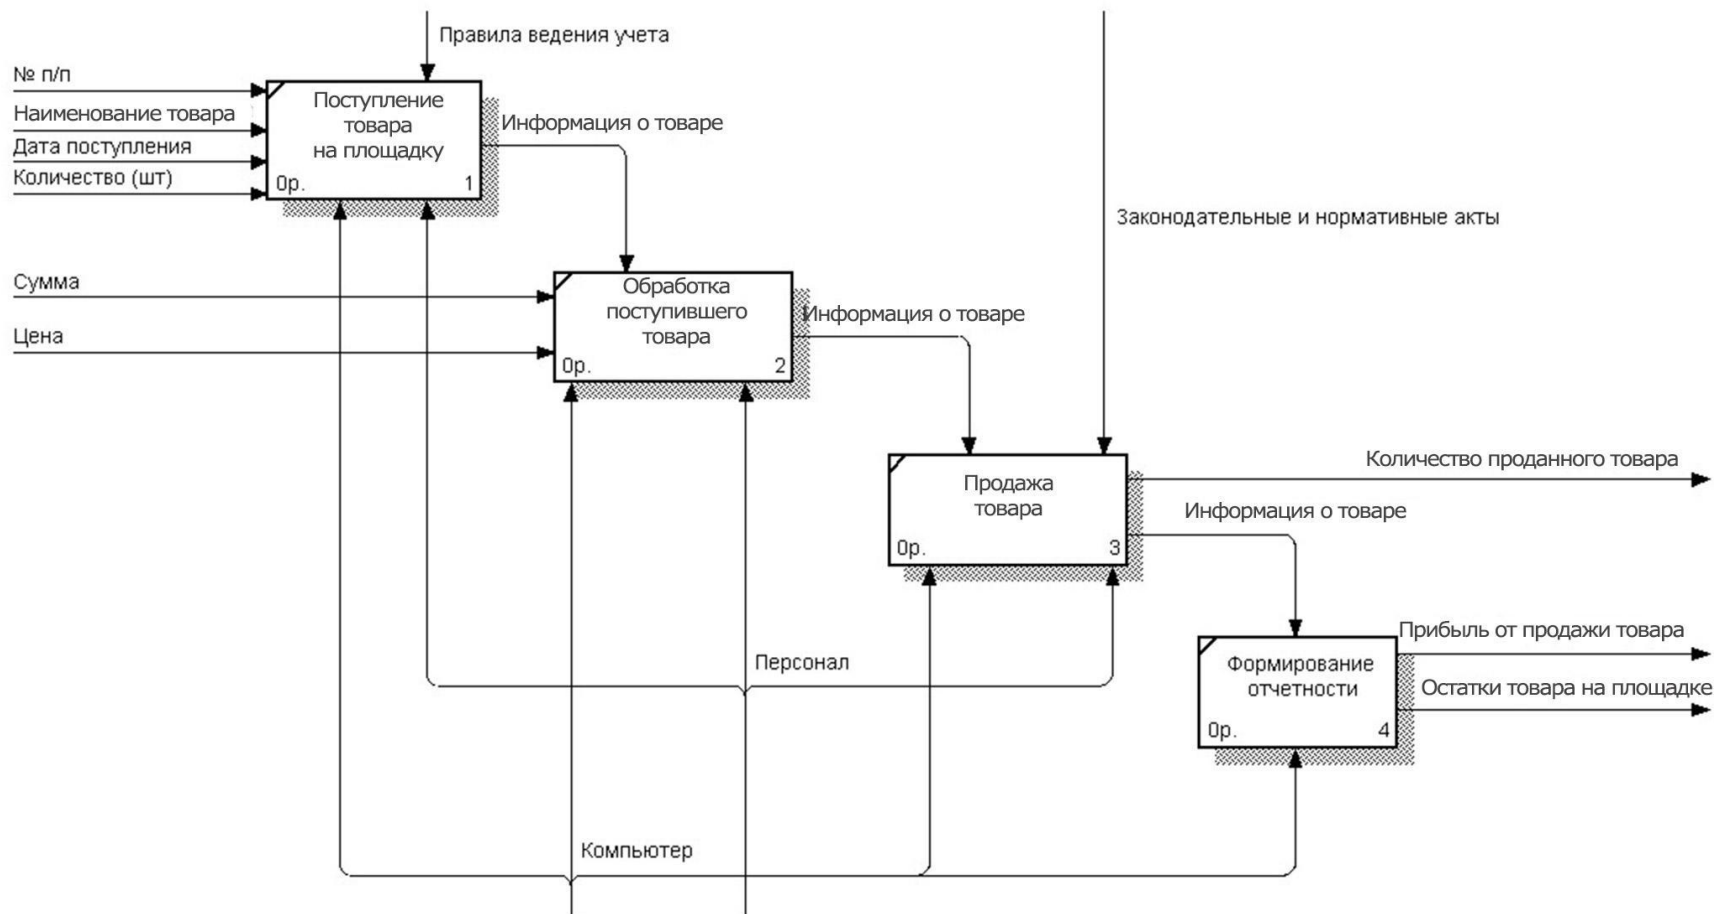 Правила ведения учета
№ п/п
Наименование товара
Дата поступления
Количество (шт)
Поступление
товара
на площадку
0р.
1
Информация о товаре
Законодательные и нормативные акты
Сумма
Цена
Обработка
поступившего
товара
0р.
2
Информация о товаре
Продажа
товара
0р.
3
Количество проданного товара
Информация о товаре
Формирование
отчетности
0р.
4
Прибыль от продажи товара
Остатки товара на площадке
Персонал
Компьютер